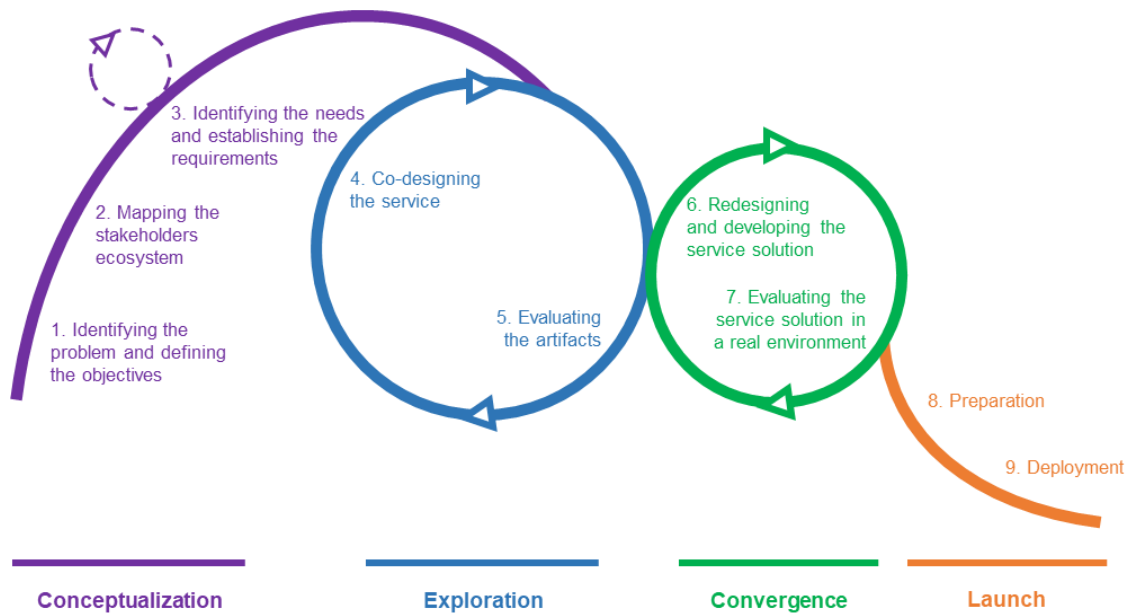 1. Identifying the
problem and defining
the objectives
2. Mapping the
stakeholders
ecosystem
3. Identifying the needs
and establishing the
requirements
4. Co-designing
the service
5. Evaluating
the artifacts
6. Redesigning
and developing the
service solution
7. Evaluating the
service solution in
a real environment
8. Preparation
9. Deployment
Conceptualization
Exploration
Convergence
Launch